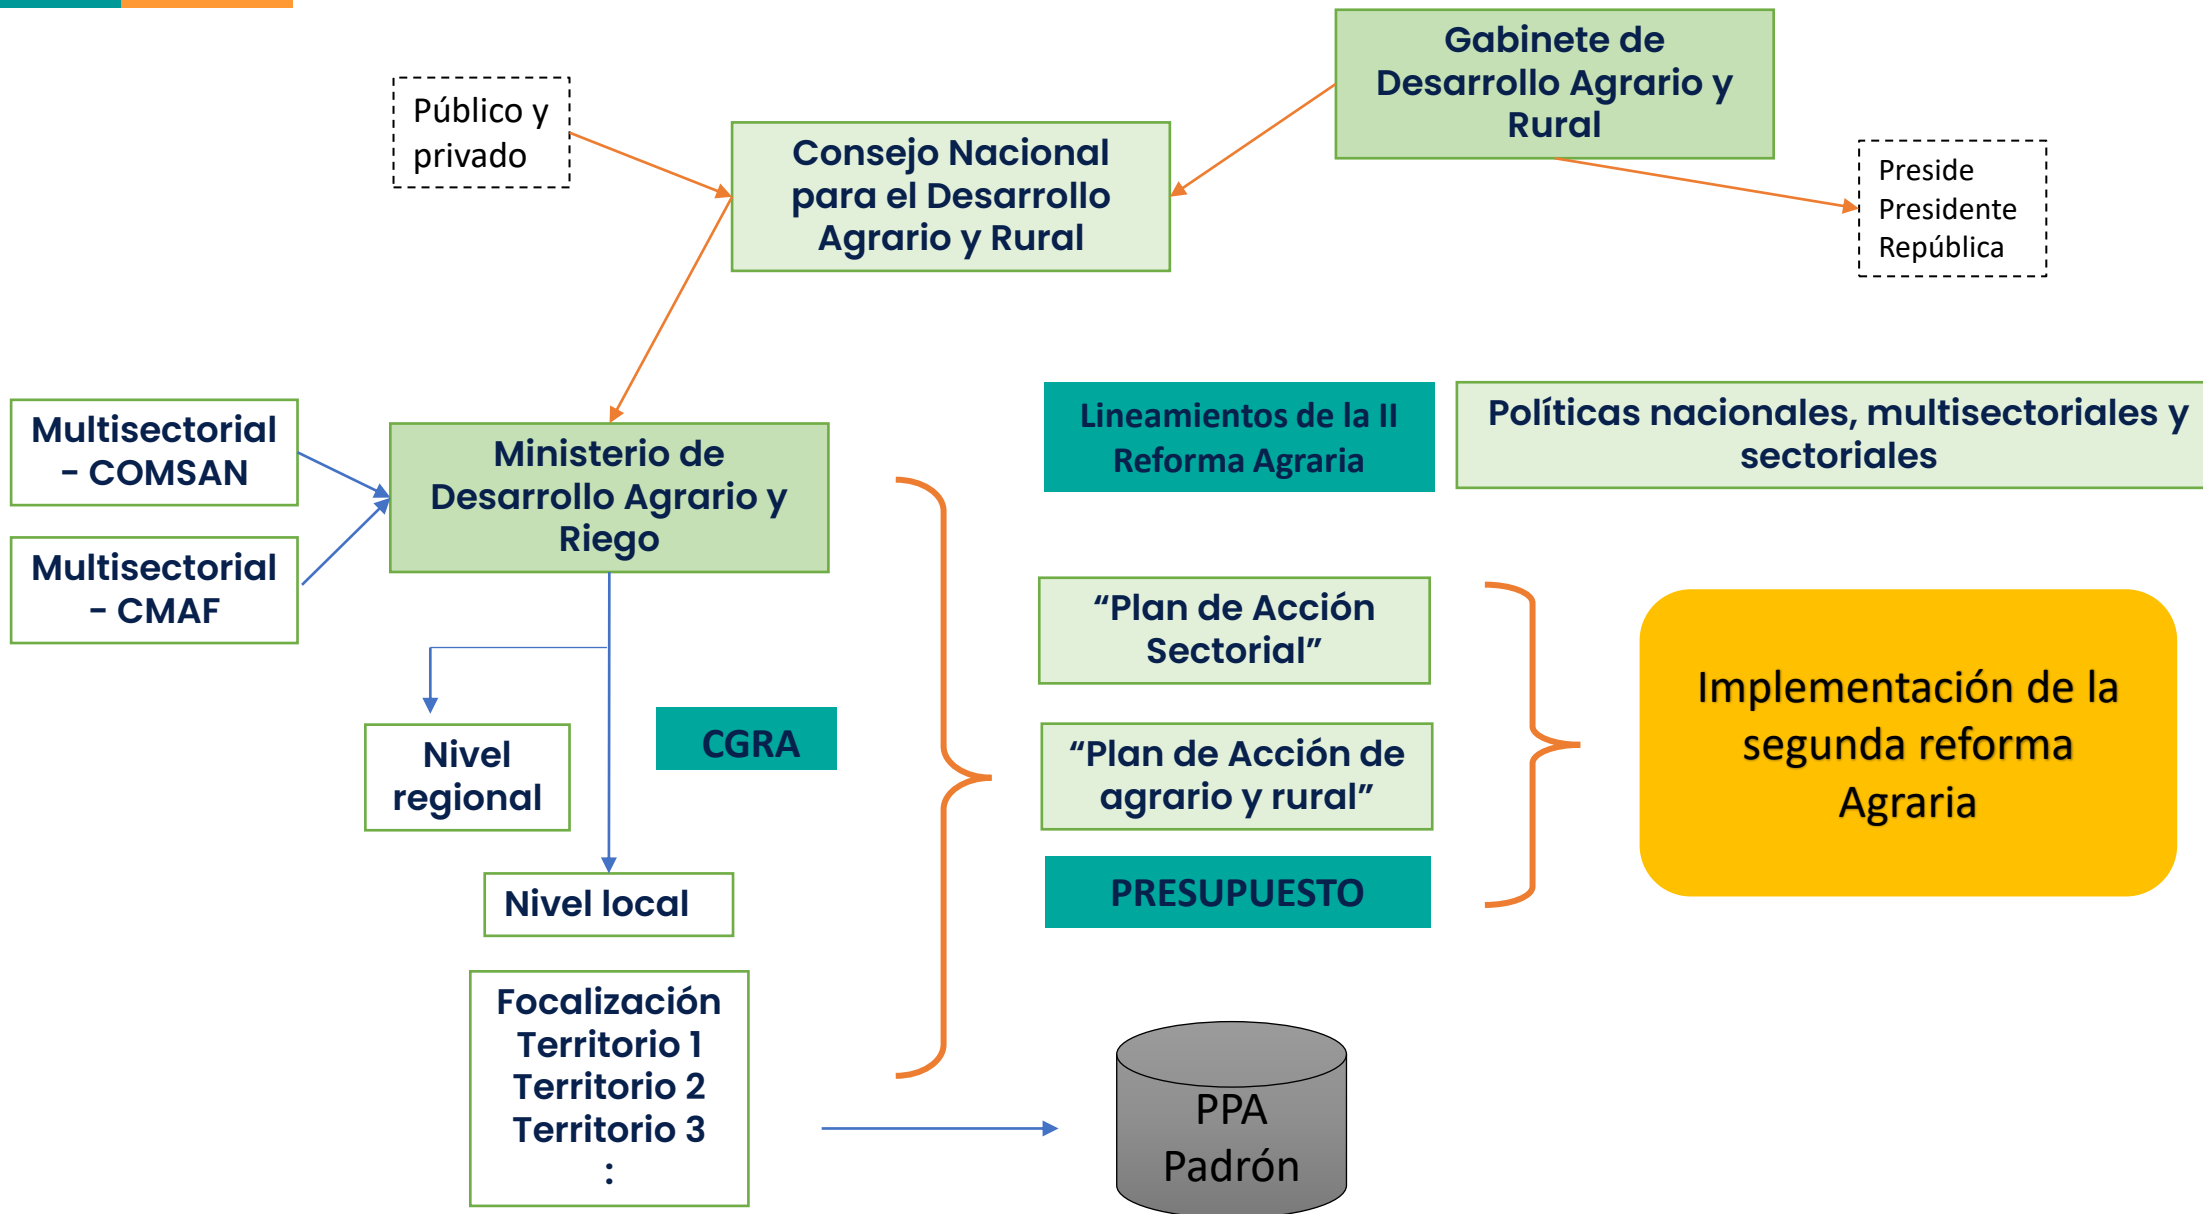 Gabinete de
Desarrollo Agrario y
Rural
Público y
privado
Consejo Nacional
para el Desarrollo
Agrario y Rural
Preside
Presidente
República
Multisectorial
- COMSAN
Multisectorial
- CMAF
Ministerio de
Desarrollo Agrario y
Riego
Lineamientos de la II
Reforma Agraria
Políticas nacionales, multisectoriales y
sectoriales
“Plan de Acción
Sectorial”
“Plan de Acción de
agrario y rural”
PRESUPUESTO
Implementación de la
segunda reforma
Agraria
CGRA
Nivel
regional
Nivel local
Focalización
Territorio 1
Territorio 2
Territorio 3
:
PPA
Padrón